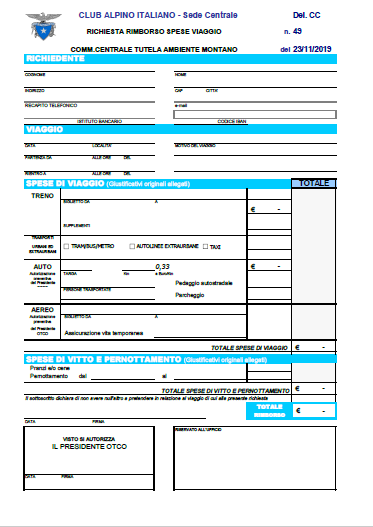 CLUB ALPINO ITALIANO - Sede Centrale Del. CC
RICHIESTA RIMBORSO SPESE VIAGGIO n. 49
COMM.CENTRALE TUTELA AMBIENTE MONTANO del 23/11/2019
RICHIEDENTE
COGNOME NOME
INDIRIZZO CAP CITTA'
RECAPITO TELEFONICO e-mail
ISTITUTO BANCARIO CODICE IBAN
VIAGGIO
DATA LOCALITA' MOTIVO DEL VIAGGIO
PARTENZA DA ALLE ORE DEL
RIENTRO A ALLE ORE DEL
SPESE DI VIAGGIO (Giustificativi originali allegati) TOTALE
TRENO BIGLIETTO DA A
€ -
SUPPLEMENTI
TRASPORTI
URBANI ED
EXTRAURBANI
TRAM/BUS/METRO AUTOLINEE EXTRAURBANE TAXI
AUTO 0,33 € -
Autorizzazione
preventiva
del Presidente
TARGA Km € Euro/Km
Pedaggio autostradale
PERSONE TRASPORTATE
Parcheggio
AEREO BIGLIETTO DA A
Autorizzazione
preventiva
del Presidente
OTCO
Assicurazione vita temporanea
TOTALE SPESE DI VIAGGIO € -
SPESE DI VITTO E PERNOTTAMENTO (Giustificativi originali allegati)
Pranzi e/o cene
Pernottamento dal al
TOTALE SPESE DI VITTO E PERNOTTAMENTO € -
Il sottoscritto dichiara di non avere null'altro a pretendere in relazione al viaggio di cui alla presente richiesta
TOTALE
RIMBORSO
€ -
DATA FIRMA
VISTO SI AUTORIZZA
IL PRESIDENTE OTCO
DATA FIRMA
RISERVATO ALL'UFFICIO